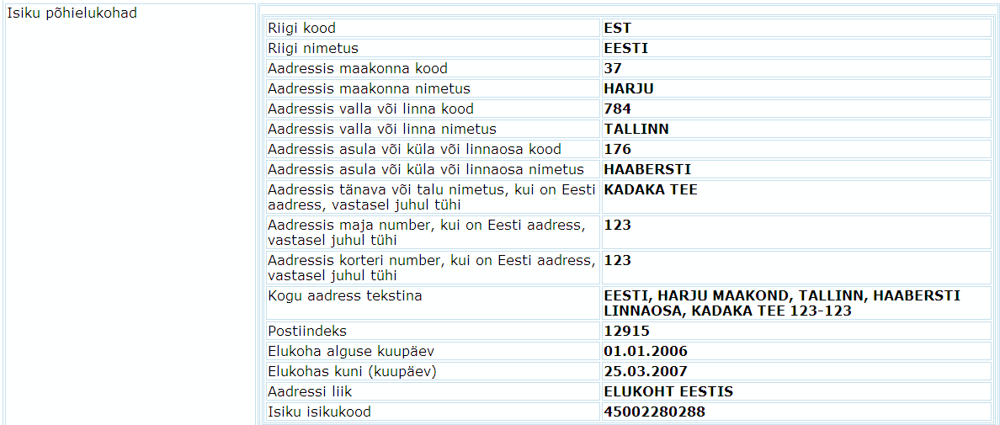 Isiku põhielukohad
Riigi kood EST
Riigi nimetus EESTI
Aadressis maakonna kood 37
Aadressis maakonna nimetus HARJU
Aadressis valla või linna kood 784
Aadressis valla või linna nimetus TALLINN
Aadressis asula või küla või linnaosa kood 176
Aadressis asula või küla või linnaosa nimetus HAABERSTI
Aadressis tänava või talu nimetus, kui on Eesti KADAKA TEE
aadress, vastasel juhul tühi
Aadressis maja number, kui on Eesti aadress, 123
vastasel juhul tühi
Aadressis korteri number, kui on Eesti aadress, 123
vastasel juhul tühi
Kogu aadress tekstina EESTI, HARJU MAAKOND, TALLINN, HAABERSTI
LINNAOSA, KADAKA TEE 123-123
Postiindeks 12915
Elukoha alguse kuupäev 01.01.2006
Elukohas kuni (kuupäev) 25.03.2007
Aadressi liik ELUKOHT EESTIS
Isiku isikukood 45002280288